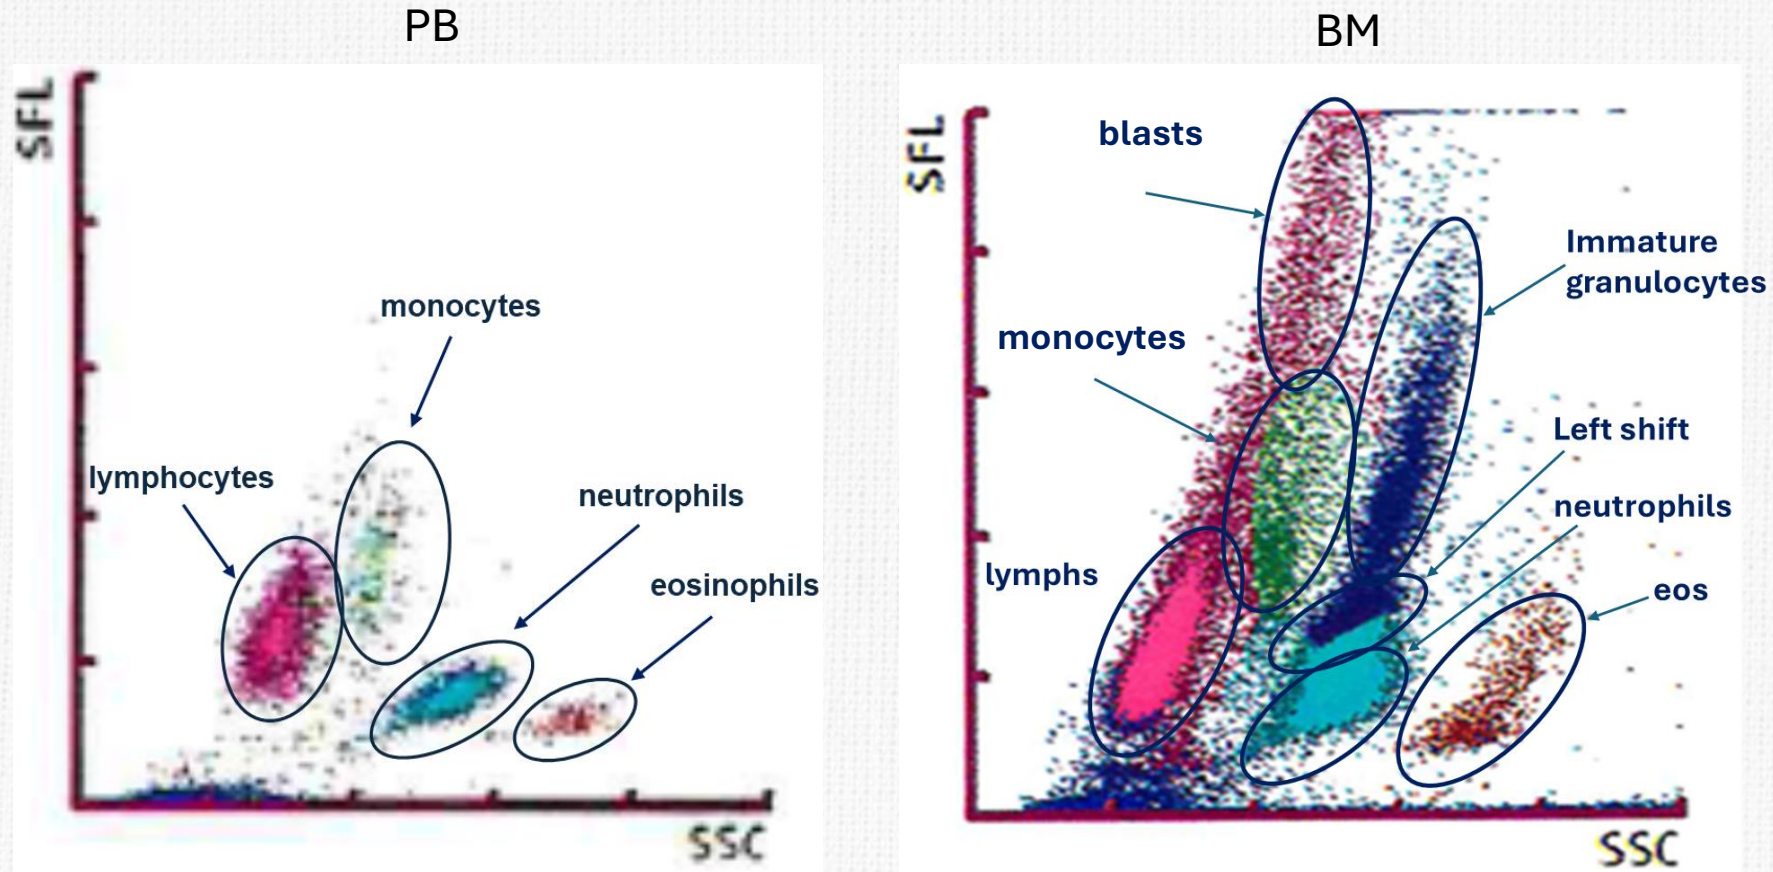 PB
SFL
monocytes
lymphocytes
neutrophils
eosinophils
SSC
BM
SFL
blasts
Immature
granulocytes
monocytes
Left shift
neutrophils
lymphs
eos
SSC